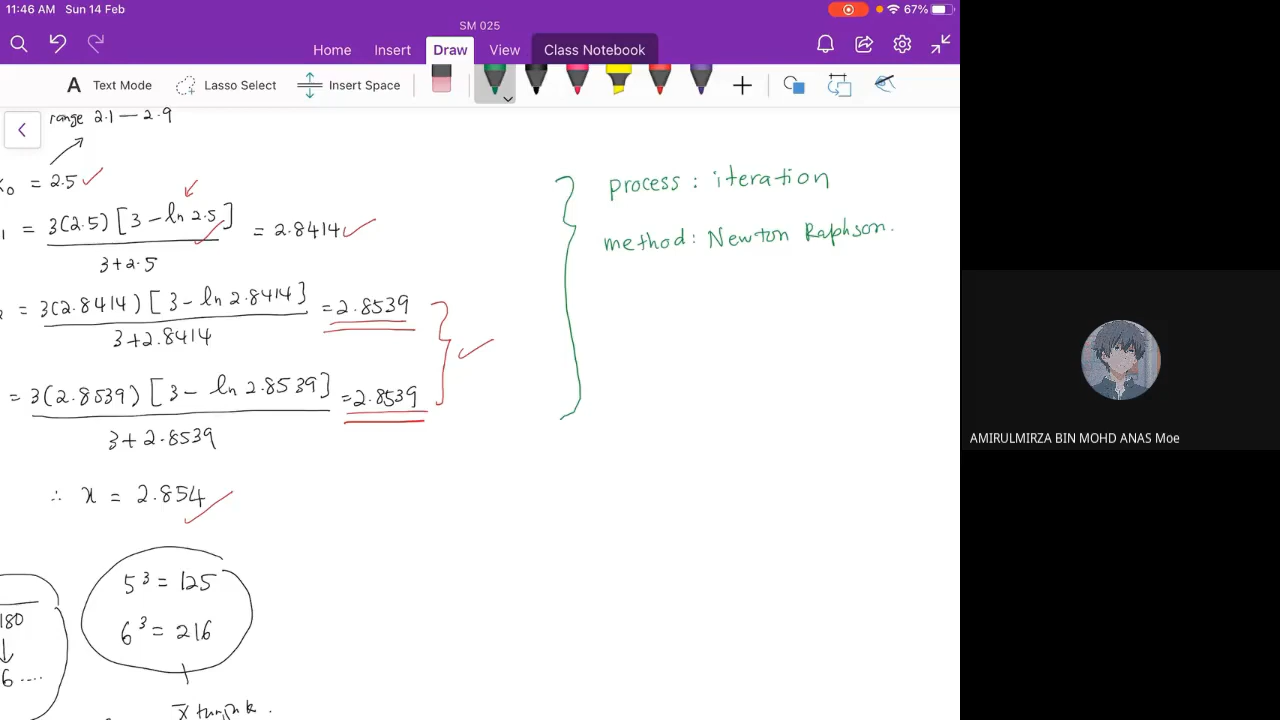 11:46 AM Sun 14 Feb
67%
SM 025
Home Insert Draw View Class Notebook
A Text Mode Lasso Select Insert Space
range 2.1 — 2.9
x₀ = 2.5 ✓
1 = 3(2.5) [3 − ln 2.5] / 3+2.5 = 2.8414 ✓
2 = 3(2.8414) [3 − ln 2.8414] / 3+2.8414 = 2.8539
= 3(2.8539) [3 − ln 2.8539] / 3+2.8539 = 2.8539
✓
∴ x = 2.854 ✓
process : iteration
method : Newton Raphson.
5³ = 125
6³ = 216
180
↓
6 ....
AMIRULMIRZA BIN MOHD ANAS Moe